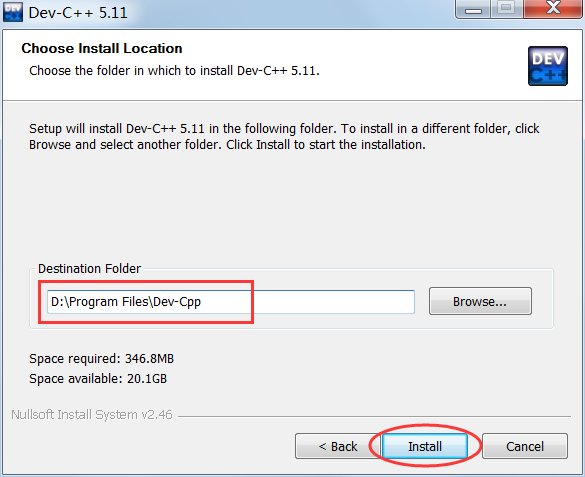 DEV
C++
Dev-C++ 5.11
Choose Install Location
Choose the folder in which to install Dev-C++ 5.11.
DEV
C++
Setup will install Dev-C++ 5.11 in the following folder. To install in a different folder, click
Browse and select another folder. Click Install to start the installation.
Destination Folder
D:\Program Files\Dev-Cpp
Browse...
Space required: 346.8MB
Space available: 20.1GB
Nullsoft Install System v2.46
< Back
Install
Cancel